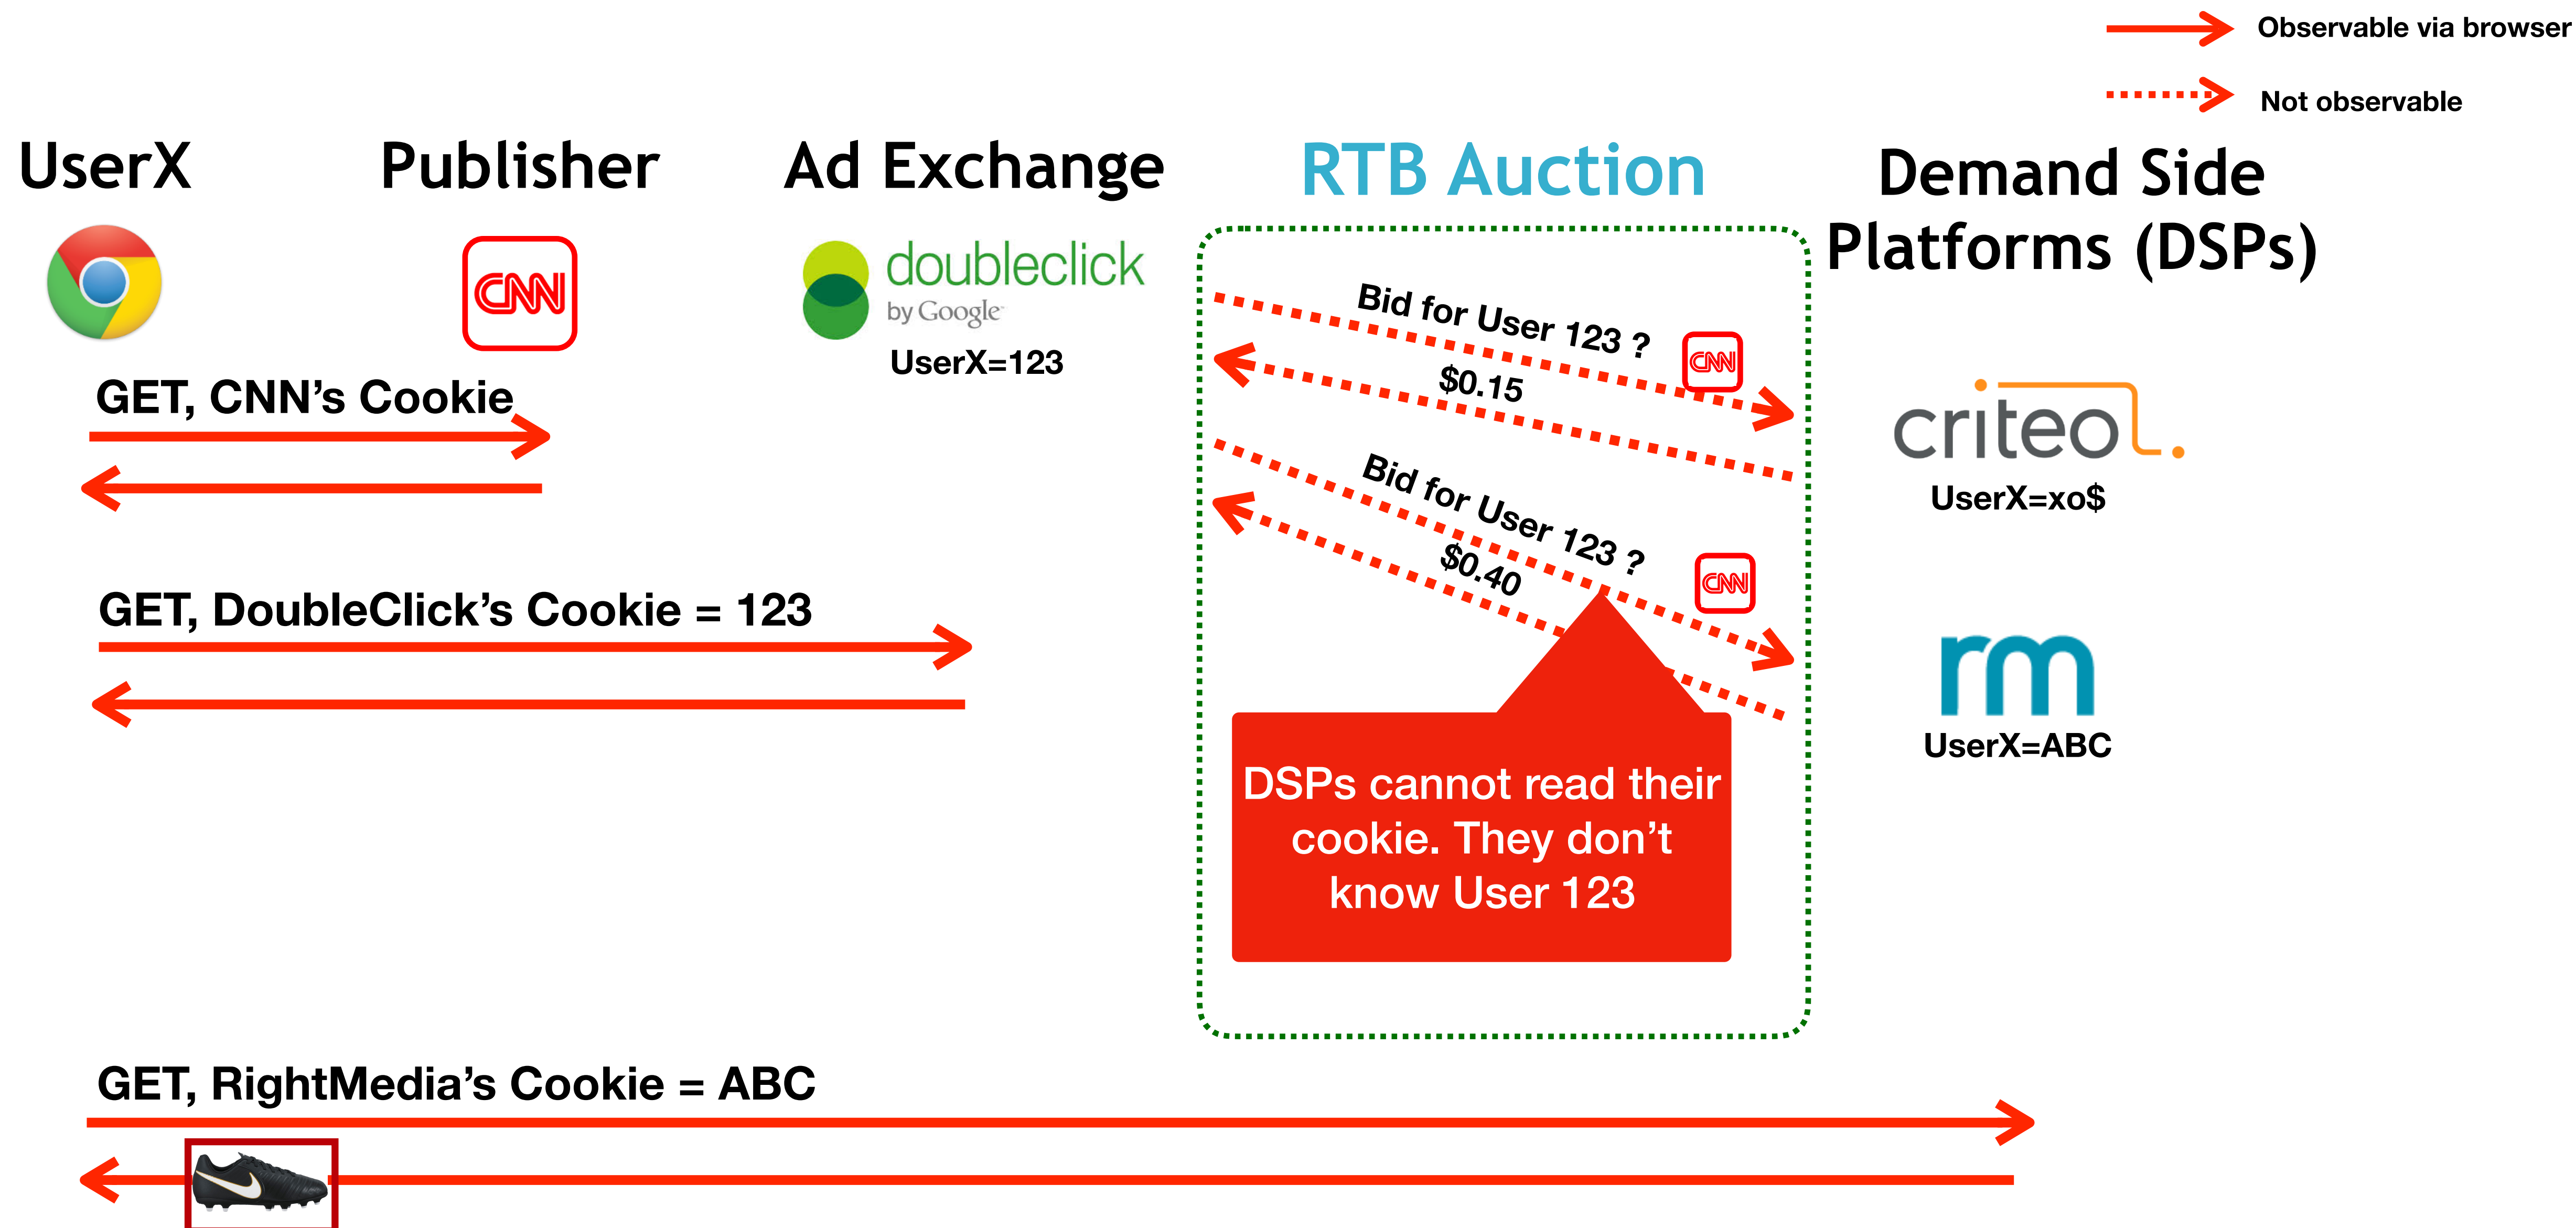 Observable via browser
Not observable
UserX
Publisher
Ad Exchange
RTB Auction
Demand Side
Platforms (DSPs)
CNN
doubleclick
by Google
UserX=123
GET, CNN’s Cookie
Bid for User 123 ?
CNN
$0.15
criteo
UserX=xo$
Bid for User 123 ?
CNN
$0.40
GET, DoubleClick’s Cookie = 123
rm
UserX=ABC
DSPs cannot read their
cookie. They don’t
know User 123
GET, RightMedia’s Cookie = ABC